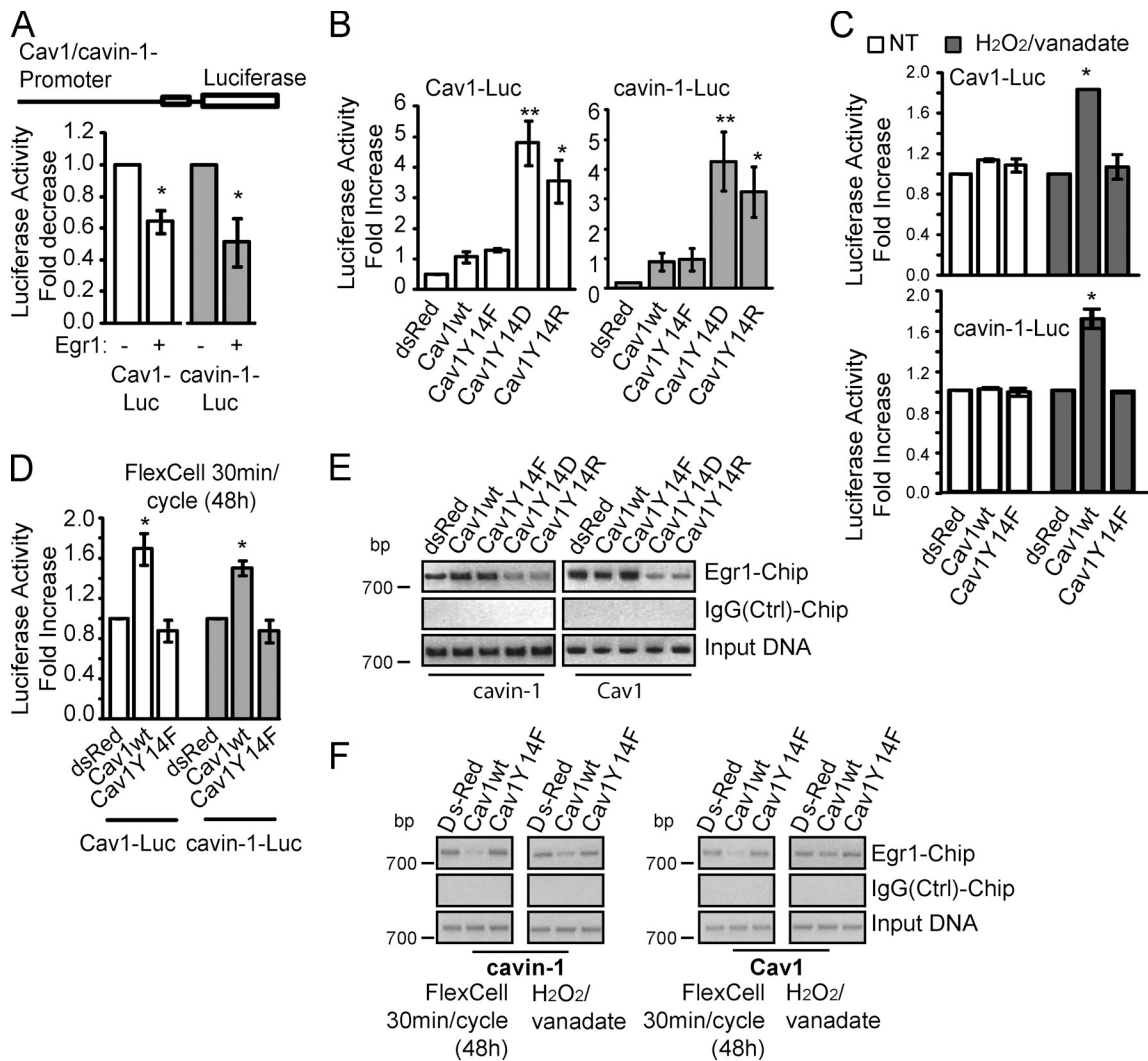 A
Cav1/cavin-1-
Promoter
Luciferase
Luciferase Activity
Fold decrease
1.0
0.8
0.6
0.4
0.2
0.0
*
*
Egr1: - + - +
Cav1-
Luc
cavin-1-
Luc
B
Cav1-Luc
cavin-1-Luc
Luciferase Activity
Fold Increase
6
5
4
3
2
1
0
**
*
6
5
4
3
2
1
0
**
*
dsRed
Cav1wt
Cav1Y14F
Cav1Y14D
Cav1Y14R
dsRed
Cav1wt
Cav1Y14F
Cav1Y14D
Cav1Y14R
C
NT
H2O2/vanadate
Cav1-Luc
Luciferase Activity
Fold Increase
2.0
1.6
1.2
0.8
0.4
0.0
*
cavin-1-Luc
Luciferase Activity
Fold Increase
2.0
1.6
1.2
0.8
0.4
0.0
*
dsRed
Cav1wt
Cav1Y14F
dsRed
Cav1wt
Cav1Y14F
D
FlexCell 30min/
cycle (48h)
Luciferase Activity
Fold Increase
2.0
1.6
1.2
0.8
0.4
0.0
*
*
dsRed
Cav1wt
Cav1Y14F
dsRed
Cav1wt
Cav1Y14F
Cav1-Luc
cavin-1-Luc
E
dsRed
Cav1wt
Cav1Y14F
Cav1Y14D
Cav1Y14R
dsRed
Cav1wt
Cav1Y14F
Cav1Y14D
Cav1Y14R
bp
700
Egr1-Chip
IgG(Ctrl)-Chip
700
Input DNA
cavin-1
Cav1
F
Ds-Red
Cav1wt
Cav1Y14F
Ds-Red
Cav1wt
Cav1Y14F
Ds-Red
Cav1wt
Cav1Y14F
Ds-Red
Cav1wt
Cav1Y14F
bp
bp
700
700
Egr1-Chip
IgG(Ctrl)-Chip
700
700
Input DNA
cavin-1
Cav1
FlexCell
30min/cycle
(48h)
H2O2/
vanadate
FlexCell
30min/cycle
(48h)
H2O2/
vanadate